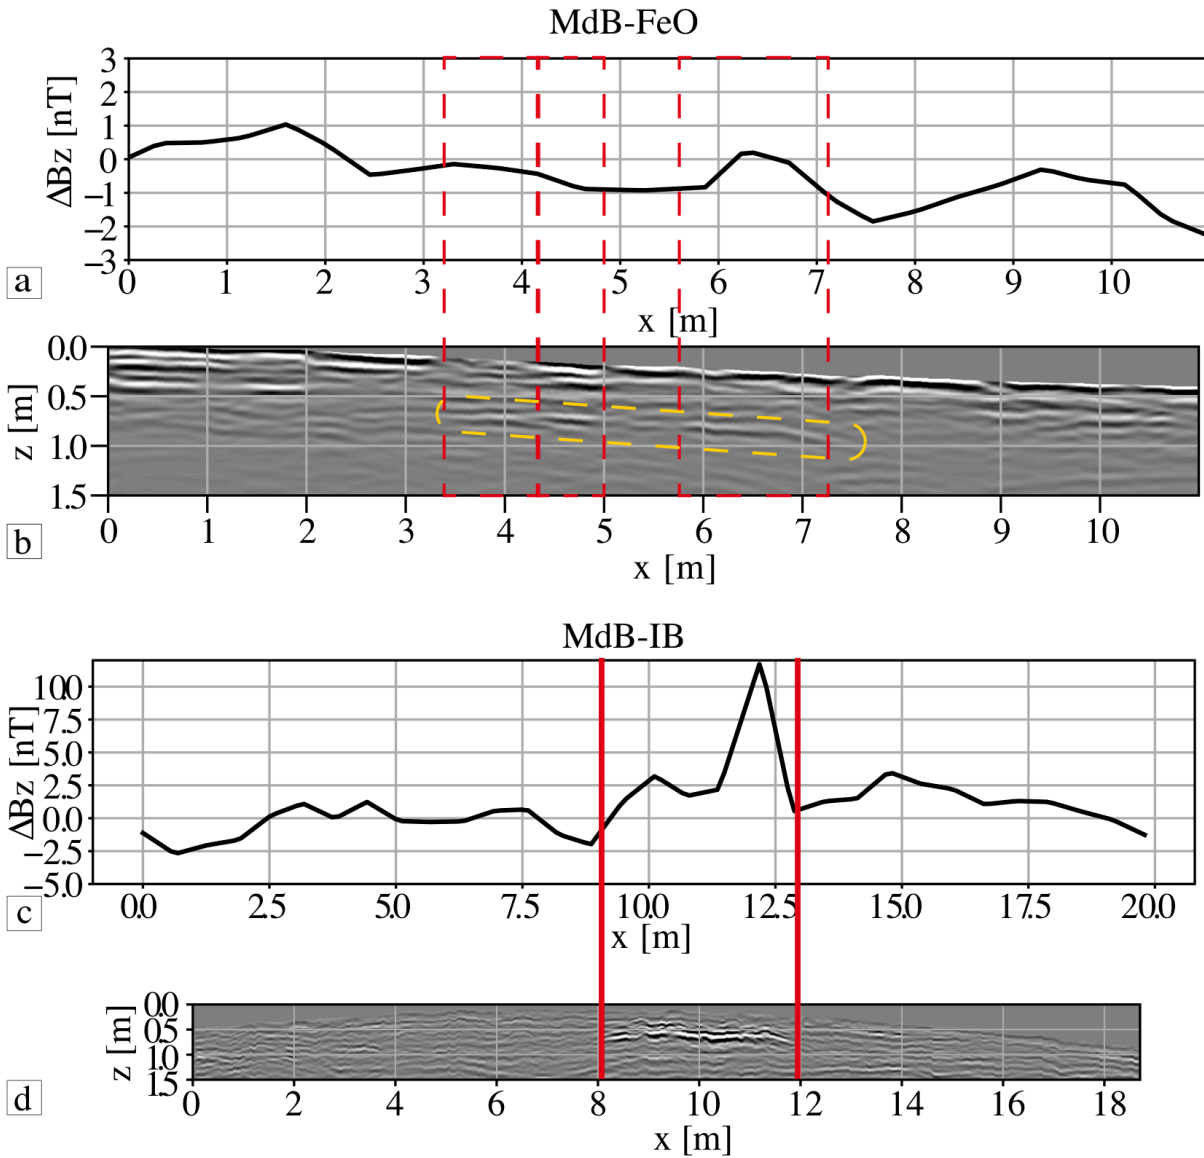 MdB-FeO
ΔBz [nT]
3
2
1
0
−1
−2
−3
0 1 2 3 4 5 6 7 8 9 10
x [m]
a
z [m]
0.0
0.5
1.0
1.5
0 1 2 3 4 5 6 7 8 9 10
x [m]
b
MdB-IB
ΔBz [nT]
10.0
7.5
5.0
2.5
0.0
−2.5
−5.0
0.0 2.5 5.0 7.5 10.0 12.5 15.0 17.5 20.0
x [m]
c
z [m]
0.0
0.5
1.0
1.5
0 2 4 6 8 10 12 14 16 18
x [m]
d